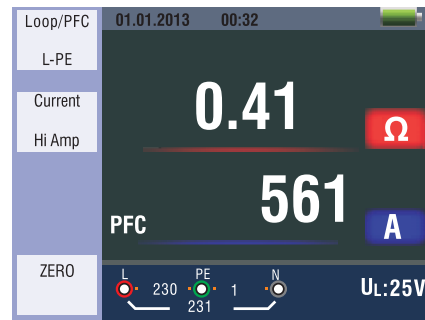 Loop/PFC
L-PE
01.01.2013 00:32
Current
Hi Amp
0.41 Ω
PFC 561 A
ZERO
L PE N
230 1
231
UL:25V